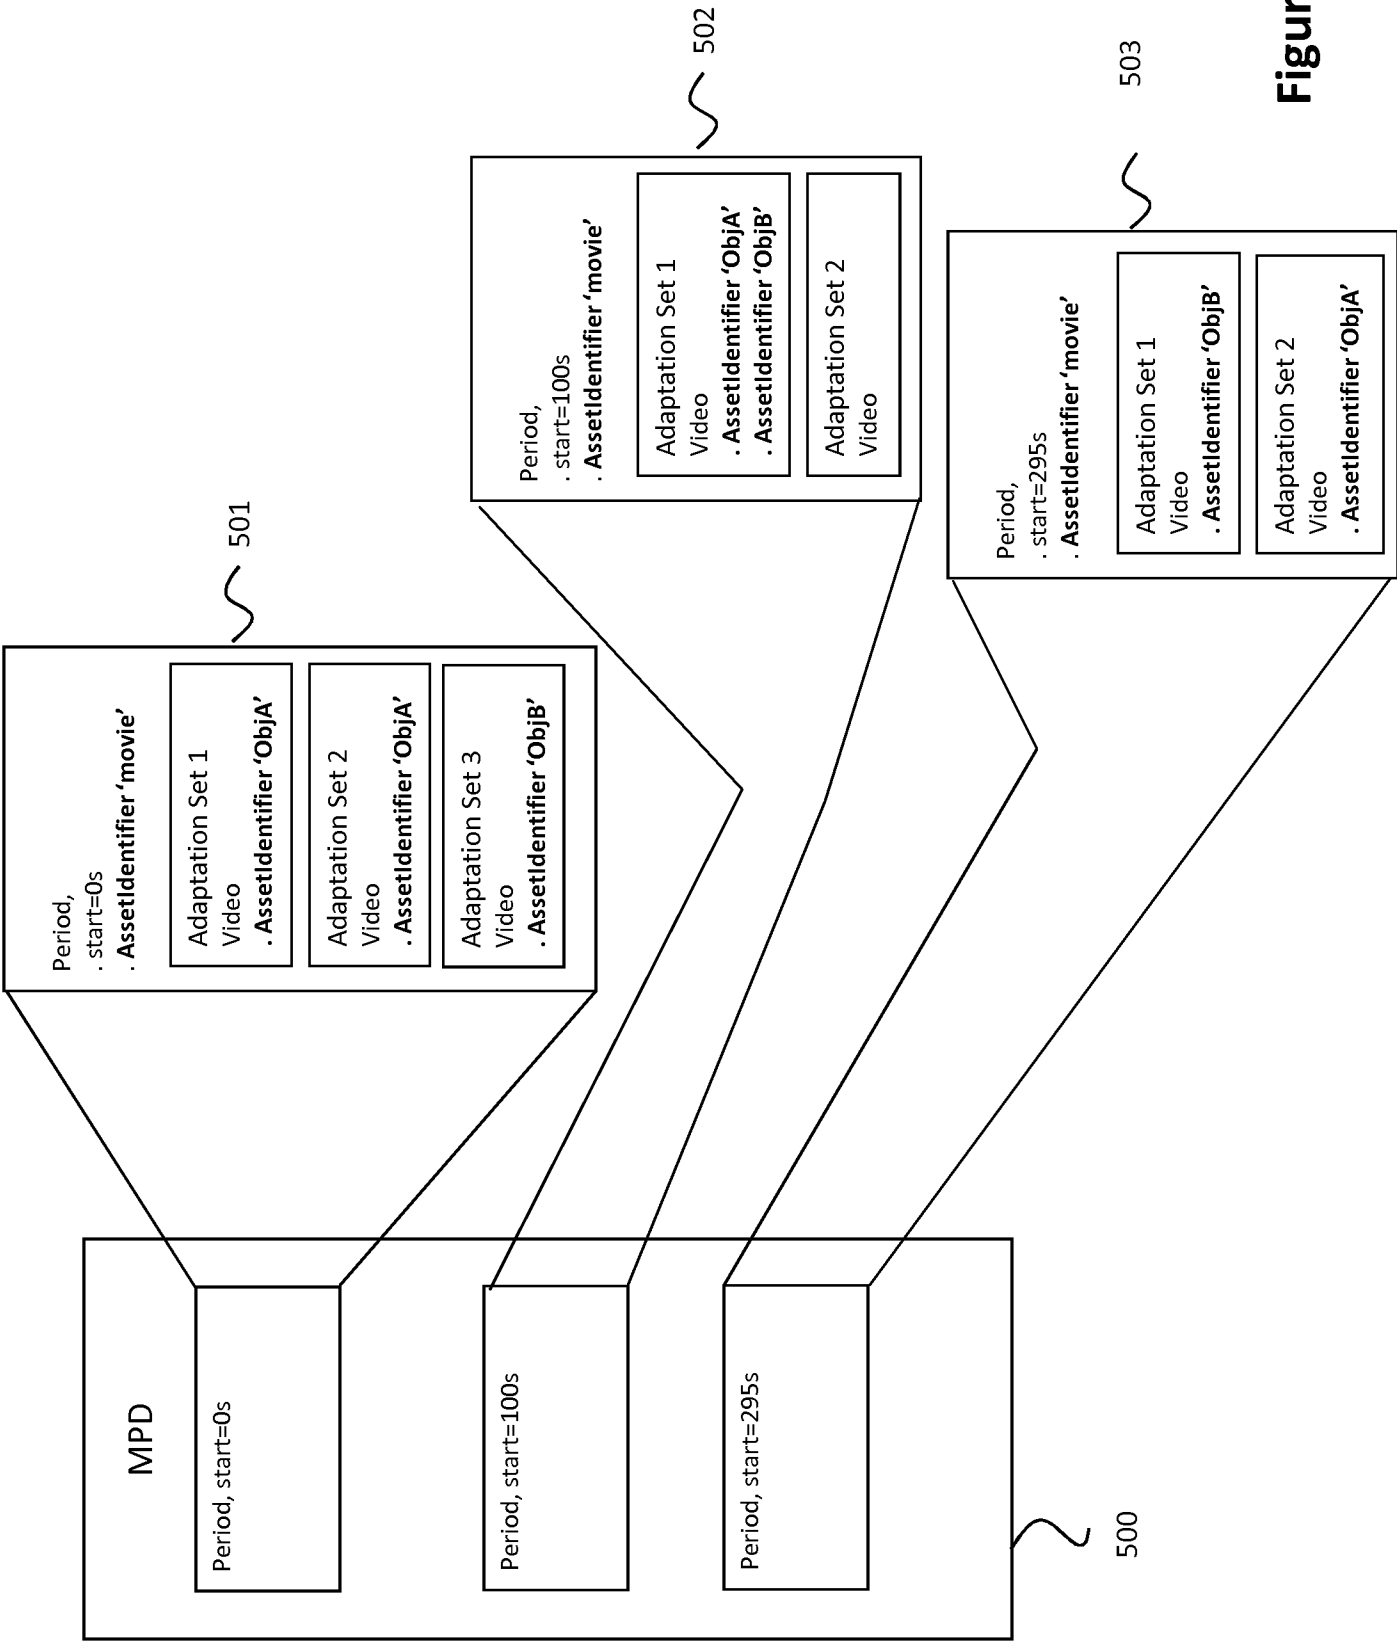 MPD
Period, start=0s
Period, start=100s
Period, start=295s
500
Period,
. start=0s
. AssetIdentifier ‘movie’
Adaptation Set 1
Video
. AssetIdentifier ‘ObjA’
Adaptation Set 2
Video
. AssetIdentifier ‘ObjA’
Adaptation Set 3
Video
. AssetIdentifier ‘ObjB’
501
Period,
. start=100s
. AssetIdentifier ‘movie’
Adaptation Set 1
Video
. AssetIdentifier ‘ObjA’
. AssetIdentifier ‘ObjB’
Adaptation Set 2
Video
502
Period,
. start=295s
. AssetIdentifier ‘movie’
Adaptation Set 1
Video
. AssetIdentifier ‘ObjB’
Adaptation Set 2
Video
. AssetIdentifier ‘ObjA’
503
Figur